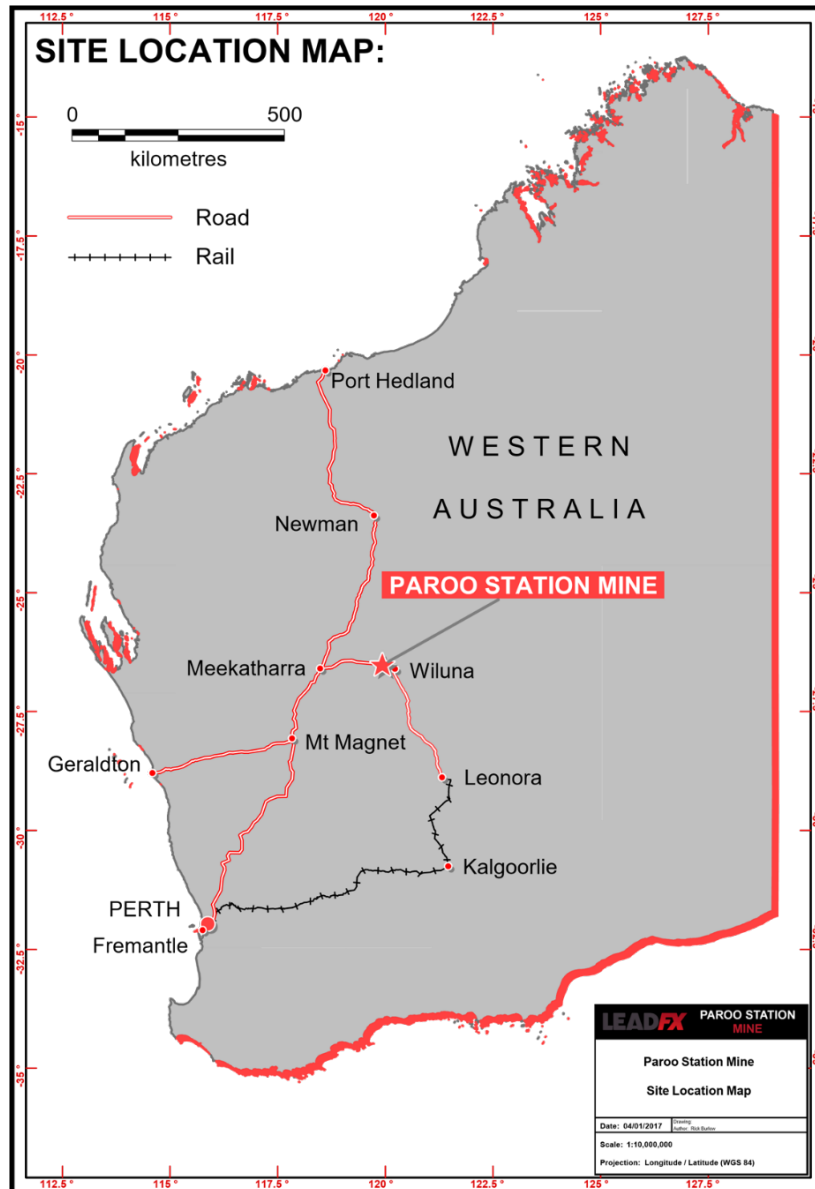 112.5 °
115 °
117.5 °
120 °
122.5 °
125 °
127.5 °
SITE LOCATION MAP:
0 500
kilometres
Road
Rail
-15 °
-17.5 °
-20 °
-22.5 °
-25 °
-27.5 °
-30 °
-32.5 °
-35 °
Port Hedland
WESTERN
AUSTRALIA
Newman
PAROO STATION MINE
Meekatharra
Wiluna
Mt Magnet
Geraldton
Leonora
Kalgoorlie
PERTH
Fremantle
LEADFX PAROO STATION
MINE
Paroo Station Mine
Site Location Map
Date: 04/01/2017
Drawing:
Author: Rick Burlow
Scale: 1:10,000,000
Projection: Longitude / Latitude (WGS 84)
112.5 °
115 °
117.5 °
120 °
122.5 °
125 °
127.5 °